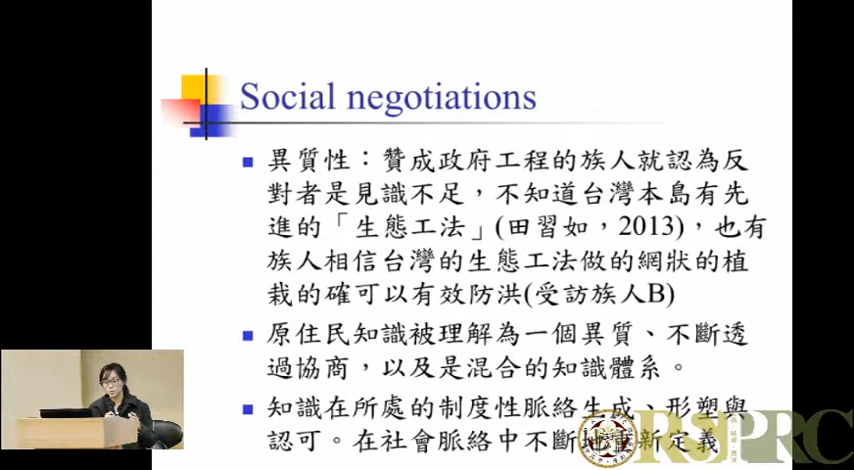 Social negotiations
異質性：贊成政府工程的族人就認為反
對者是見識不足，不知道台灣本島有先
進的「生態工法」(田習如，2013)，也有
族人相信台灣的生態工法做的網狀的植
栽的確可以有效防洪(受訪族人B)
原住民知識被理解為一個異質、不斷透
過協商，以及是混合的知識體系。
知識在所處的制度性脈絡生成、形塑與
認可。在社會脈絡中不斷地重新定義
RSPRC